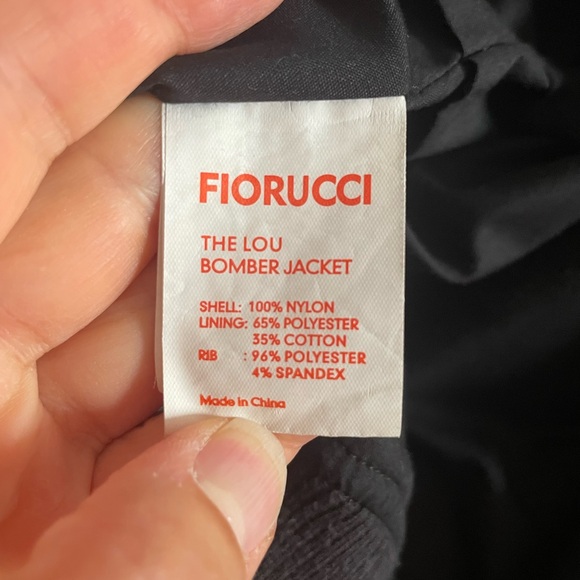 FIORUCCI
THE LOU
BOMBER JACKET
SHELL: 100% NYLON
LINING: 65% POLYESTER
35% COTTON
RIB : 96% POLYESTER
4% SPANDEX
Made in China